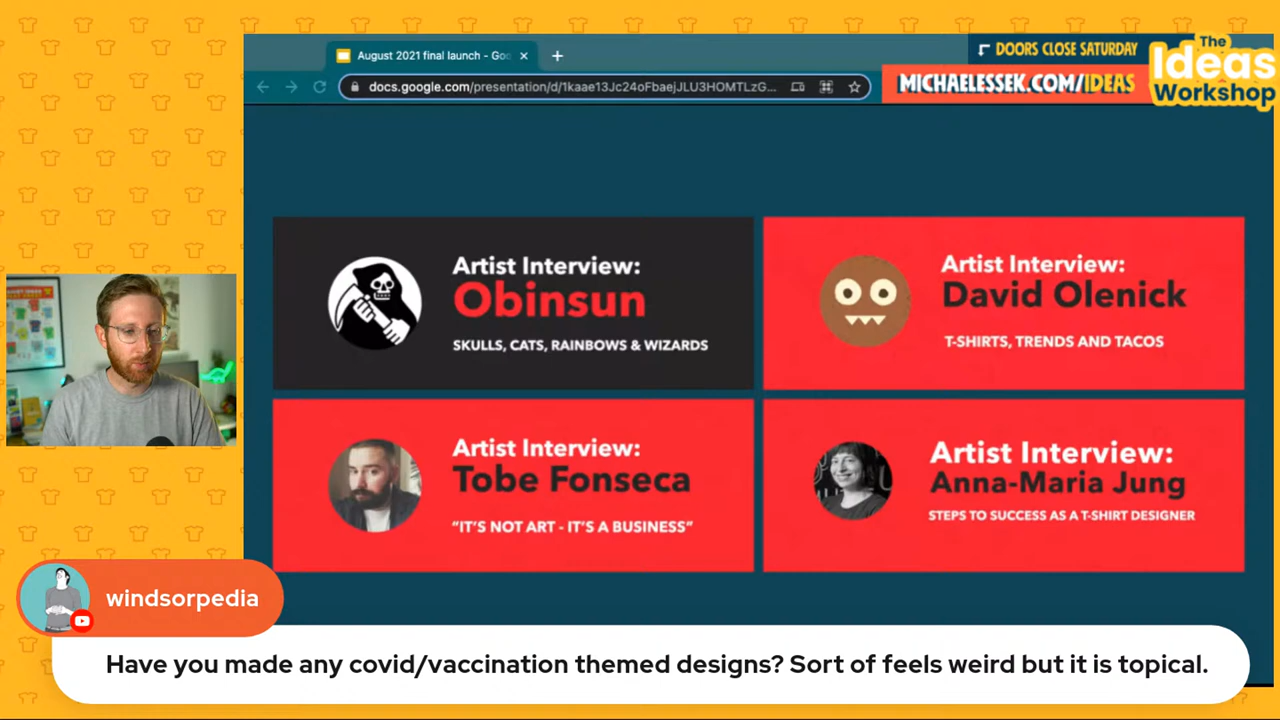 August 2021 final launch - Goo
docs.google.com/presentation/d/1kaae13Jc24oFbaejJLU3HOMTLzG...
DOORS CLOSE SATURDAY
MICHAELESSEK.COM/IDEAS
The
Ideas
Workshop
Artist Interview:
Obinsun
SKULLS, CATS, RAINBOWS & WIZARDS
Artist Interview:
David Olenick
T-SHIRTS, TRENDS AND TACOS
Artist Interview:
Tobe Fonseca
“IT’S NOT ART - IT’S A BUSINESS”
Artist Interview:
Anna-Maria Jung
STEPS TO SUCCESS AS A T-SHIRT DESIGNER
windsorpedia
Have you made any covid/vaccination themed designs? Sort of feels weird but it is topical.